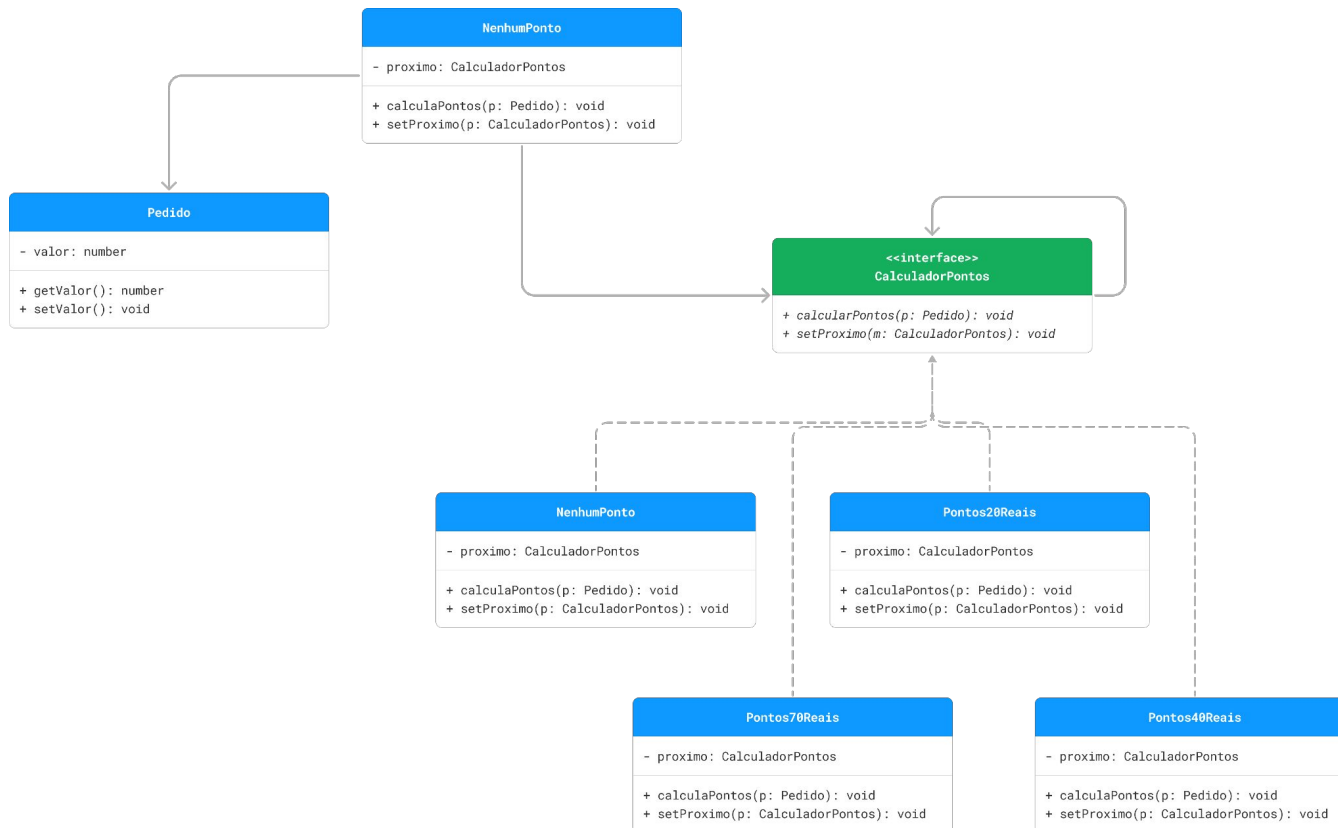 NenhumPonto
- proximo: CalculadorPontos
+ calculaPontos(p: Pedido): void
+ setProximo(p: CalculadorPontos): void
Pedido
- valor: number
+ getValor(): number
+ setValor(): void
<<interface>>
CalculadorPontos
+ calcularPontos(p: Pedido): void
+ setProximo(m: CalculadorPontos): void
NenhumPonto
- proximo: CalculadorPontos
+ calculaPontos(p: Pedido): void
+ setProximo(p: CalculadorPontos): void
Pontos20Reais
- proximo: CalculadorPontos
+ calculaPontos(p: Pedido): void
+ setProximo(p: CalculadorPontos): void
Pontos70Reais
- proximo: CalculadorPontos
+ calculaPontos(p: Pedido): void
+ setProximo(p: CalculadorPontos): void
Pontos40Reais
- proximo: CalculadorPontos
+ calculaPontos(p: Pedido): void
+ setProximo(p: CalculadorPontos): void